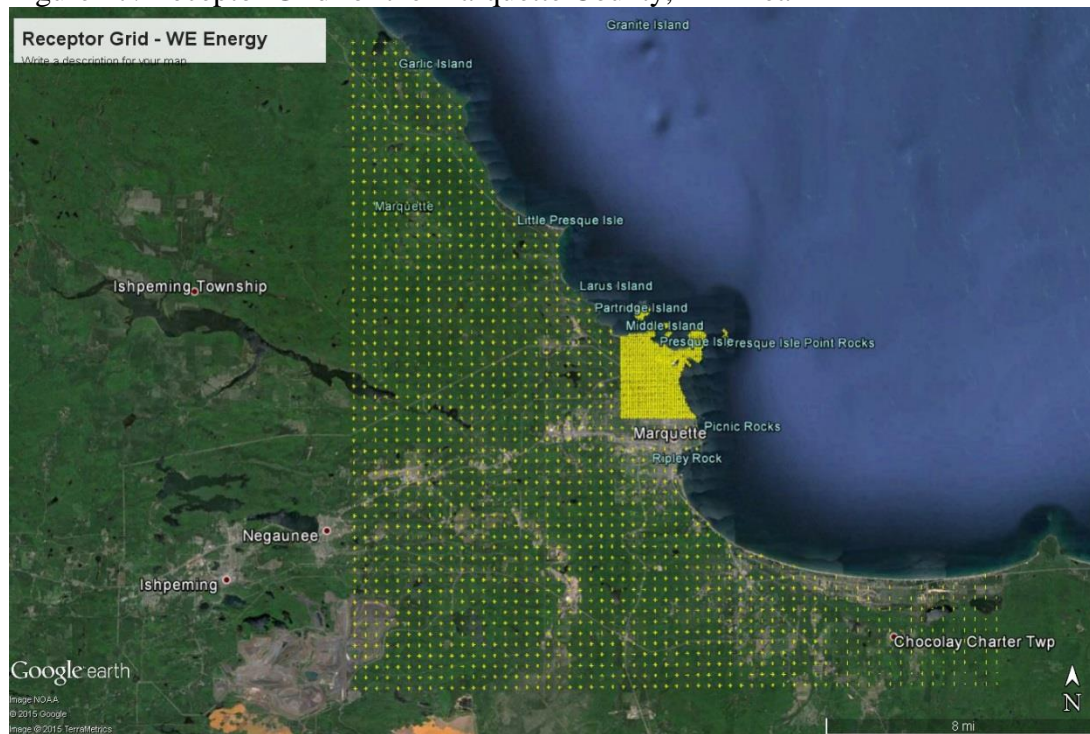 Receptor Grid - WE Energy
Write a description for your map.
Granite Island
Garlic Island
Marquette
Little Presque Isle
Ishpeming Township
Larus Island
Partridge Island
Middle Island
Presque Isle
resque Isle Point Rocks
Marquette
Picnic Rocks
Ripley Rock
Negaunee
Ishpeming
Chocolay Charter Twp
Google earth
Image NOAA
© 2015 Google
Image © 2015 TerraMetrics
N
8 mi